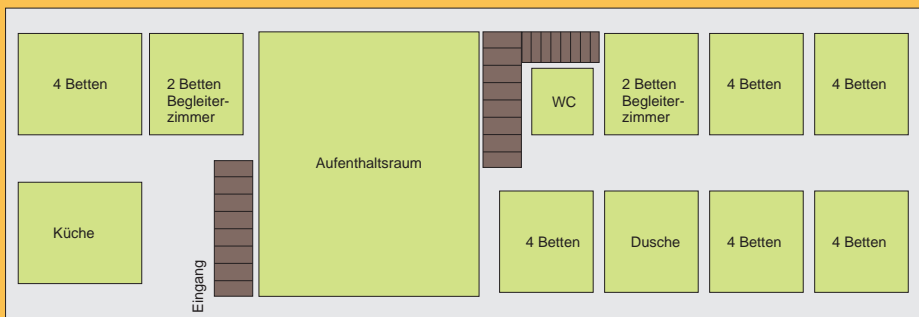 4 Betten
2 Betten
Begleiter-
zimmer
Aufenthaltsraum
WC
2 Betten
Begleiter-
zimmer
4 Betten
4 Betten
Küche
Eingang
4 Betten
Dusche
4 Betten
4 Betten